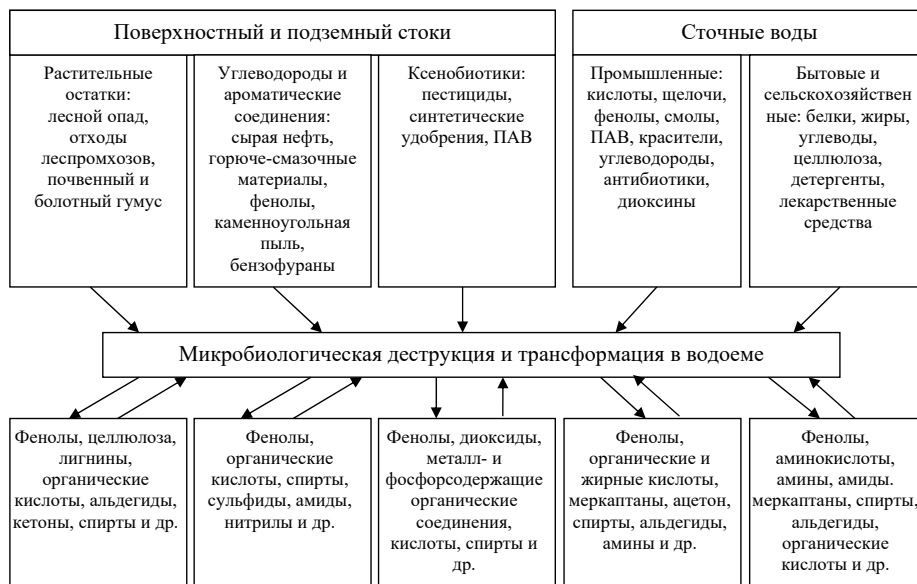 Поверхностный и подземный стоки
Сточные воды
Растительные
остатки:
лесной опад,
отходы
леспромхозов,
почвенный и
болотный гумус
Углеводороды и
ароматические
соединения:
сырая нефть,
горюче-смазочные
материалы,
фенолы,
каменноугольная
пыль,
бензофураны
Ксенобиотики:
пестициды,
синтетические
удобрения, ПАВ
Промышленные:
кислоты, щелочи,
фенолы, смолы,
ПАВ, красители,
углеводороды,
антибиотики,
диоксины
Бытовые и
сельскохозяйствен
ные: белки, жиры,
углеводы,
целлюлоза,
детергенты,
лекарственные
средства
Микробиологическая деструкция и трансформация в водоеме
Фенолы, целлюлоза,
лигнины,
органические
кислоты, альдегиды,
кетоны, спирты и др.
Фенолы,
органические
кислоты, спирты,
сульфиды, амиды,
нитрилы и др.
Фенолы, диоксиды,
металл- и
фосфорсодержащие
органические
соединения,
кислоты, спирты и
др.
Фенолы,
органические и
жирные кислоты,
меркаптаны, ацетон,
спирты, альдегиды,
амины и др.
Фенолы,
аминокислоты,
амины, амиды.
меркаптаны, спирты,
альдегиды,
органические
кислоты и др.